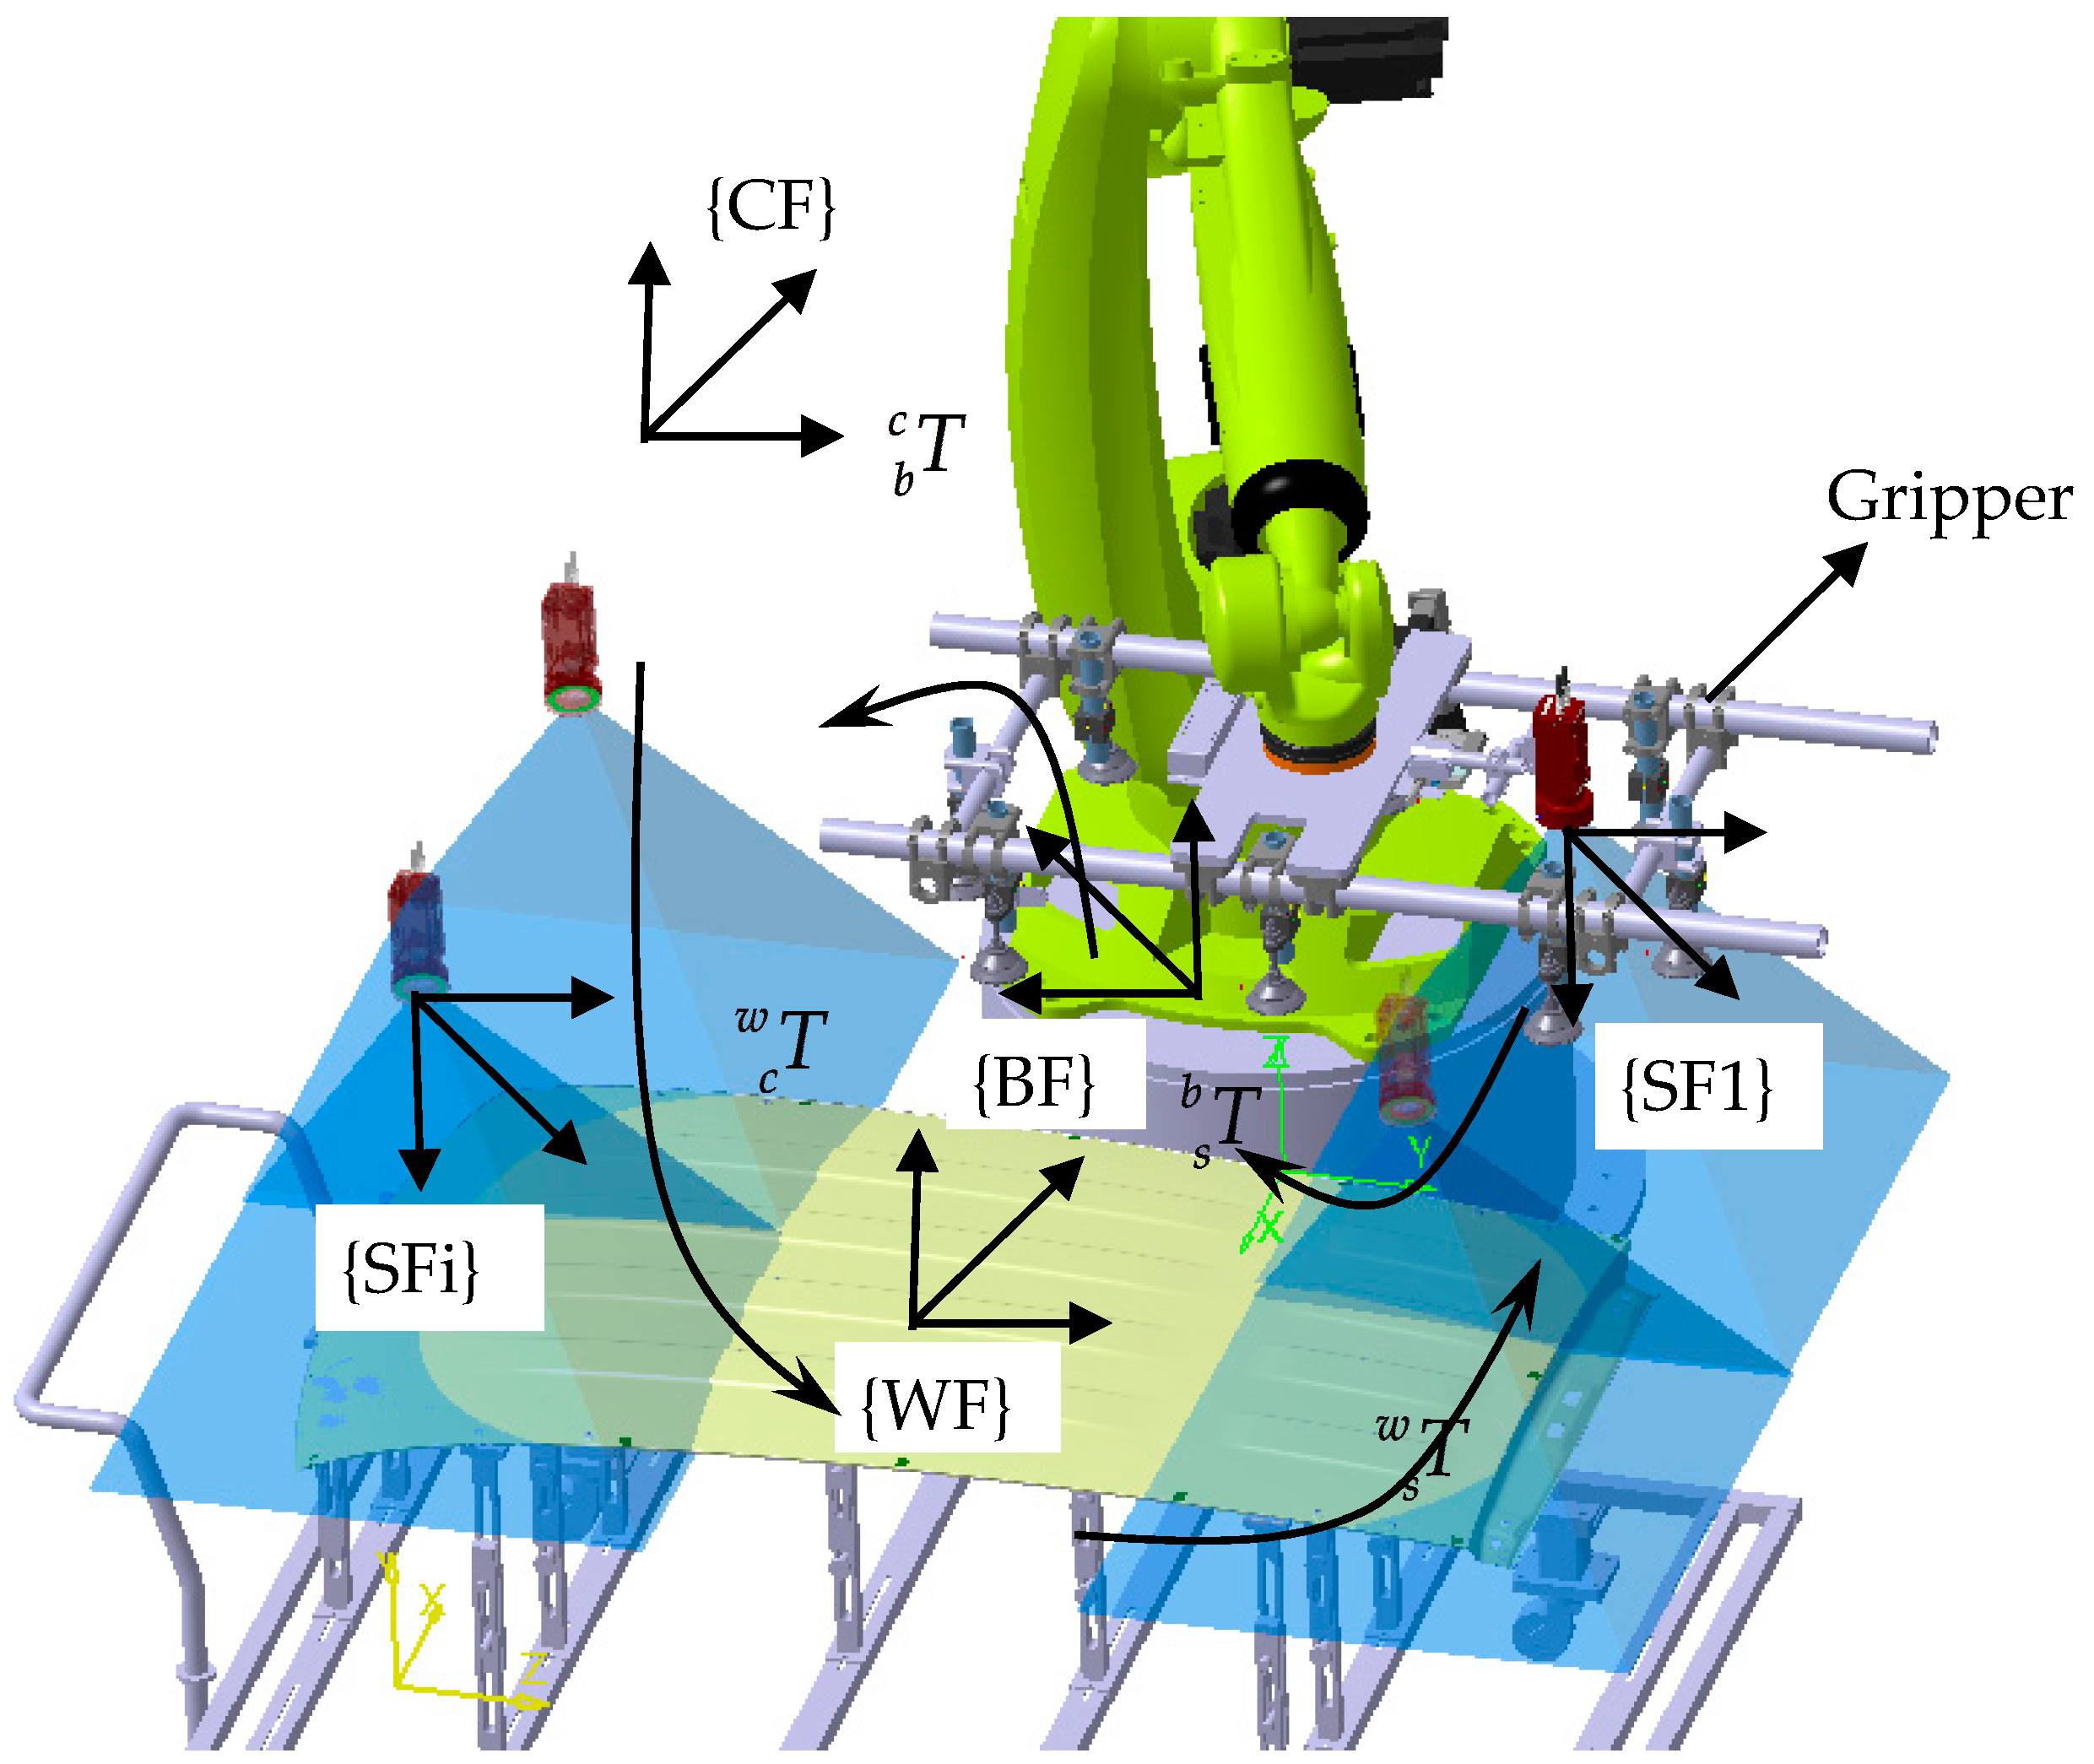 {CF}
c
b T
Gripper
w
c T
{BF}
b
s T
{SF1}
{SFi}
{WF}
w
s T
Z
Y
X
Y
X
Z